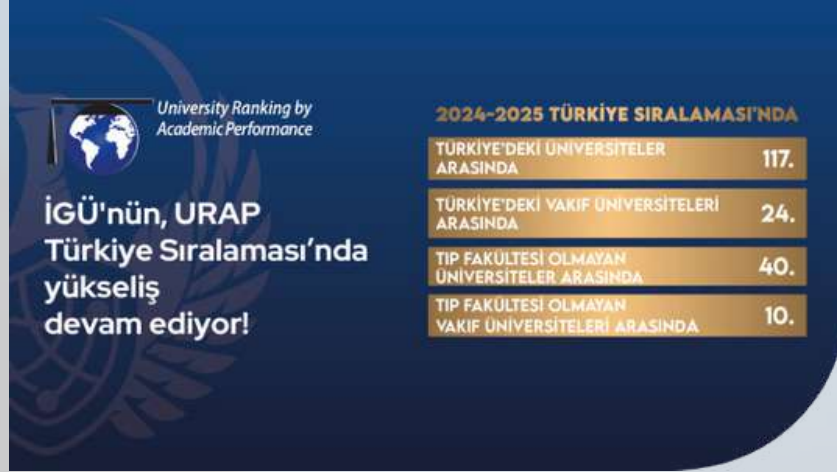 University Ranking by
Academic Performance
İGÜ'nün, URAP
Türkiye Sıralaması’nda
yükseliş
devam ediyor!
2024-2025 TÜRKİYE SIRALAMASI'NDA
TÜRKİYE'DEKİ ÜNİVERSİTELER
ARASINDA
117.
TÜRKİYE'DEKİ VAKIF ÜNİVERSİTELERİ
ARASINDA
24.
TIP FAKÜLTESİ OLMAYAN
ÜNİVERSİTELER ARASINDA
40.
TIP FAKÜLTESİ OLMAYAN
VAKIF ÜNİVERSİTELERİ ARASINDA
10.